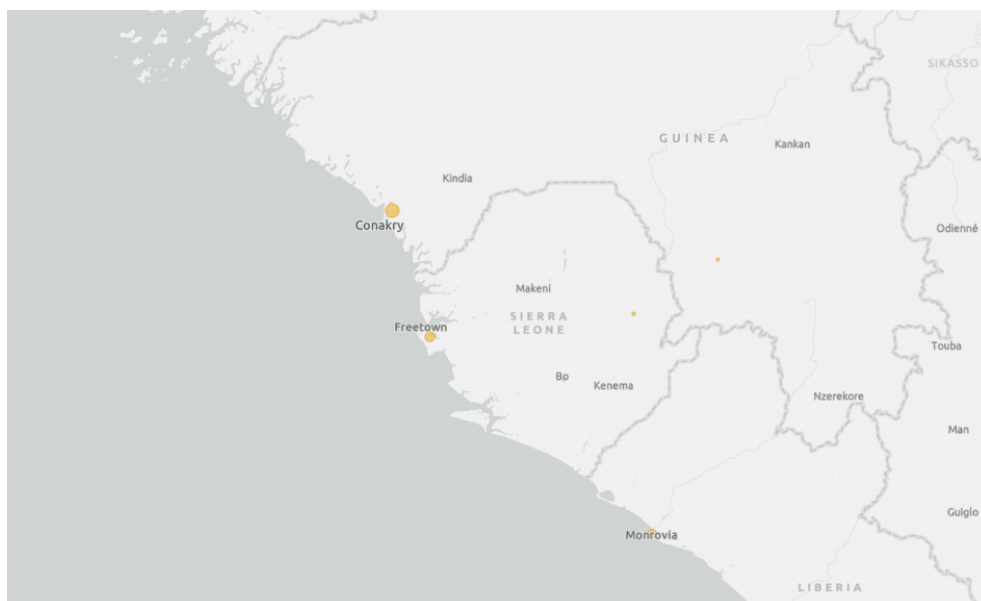 SIKASSO
GUINEA
Kankan
Kindia
Conakry
Odienné
Makeni
SIERRA
LEONE
Freetown
Touba
Bo
Kenema
Nzerekore
Man
Guiglo
Monrovia
LIBERIA